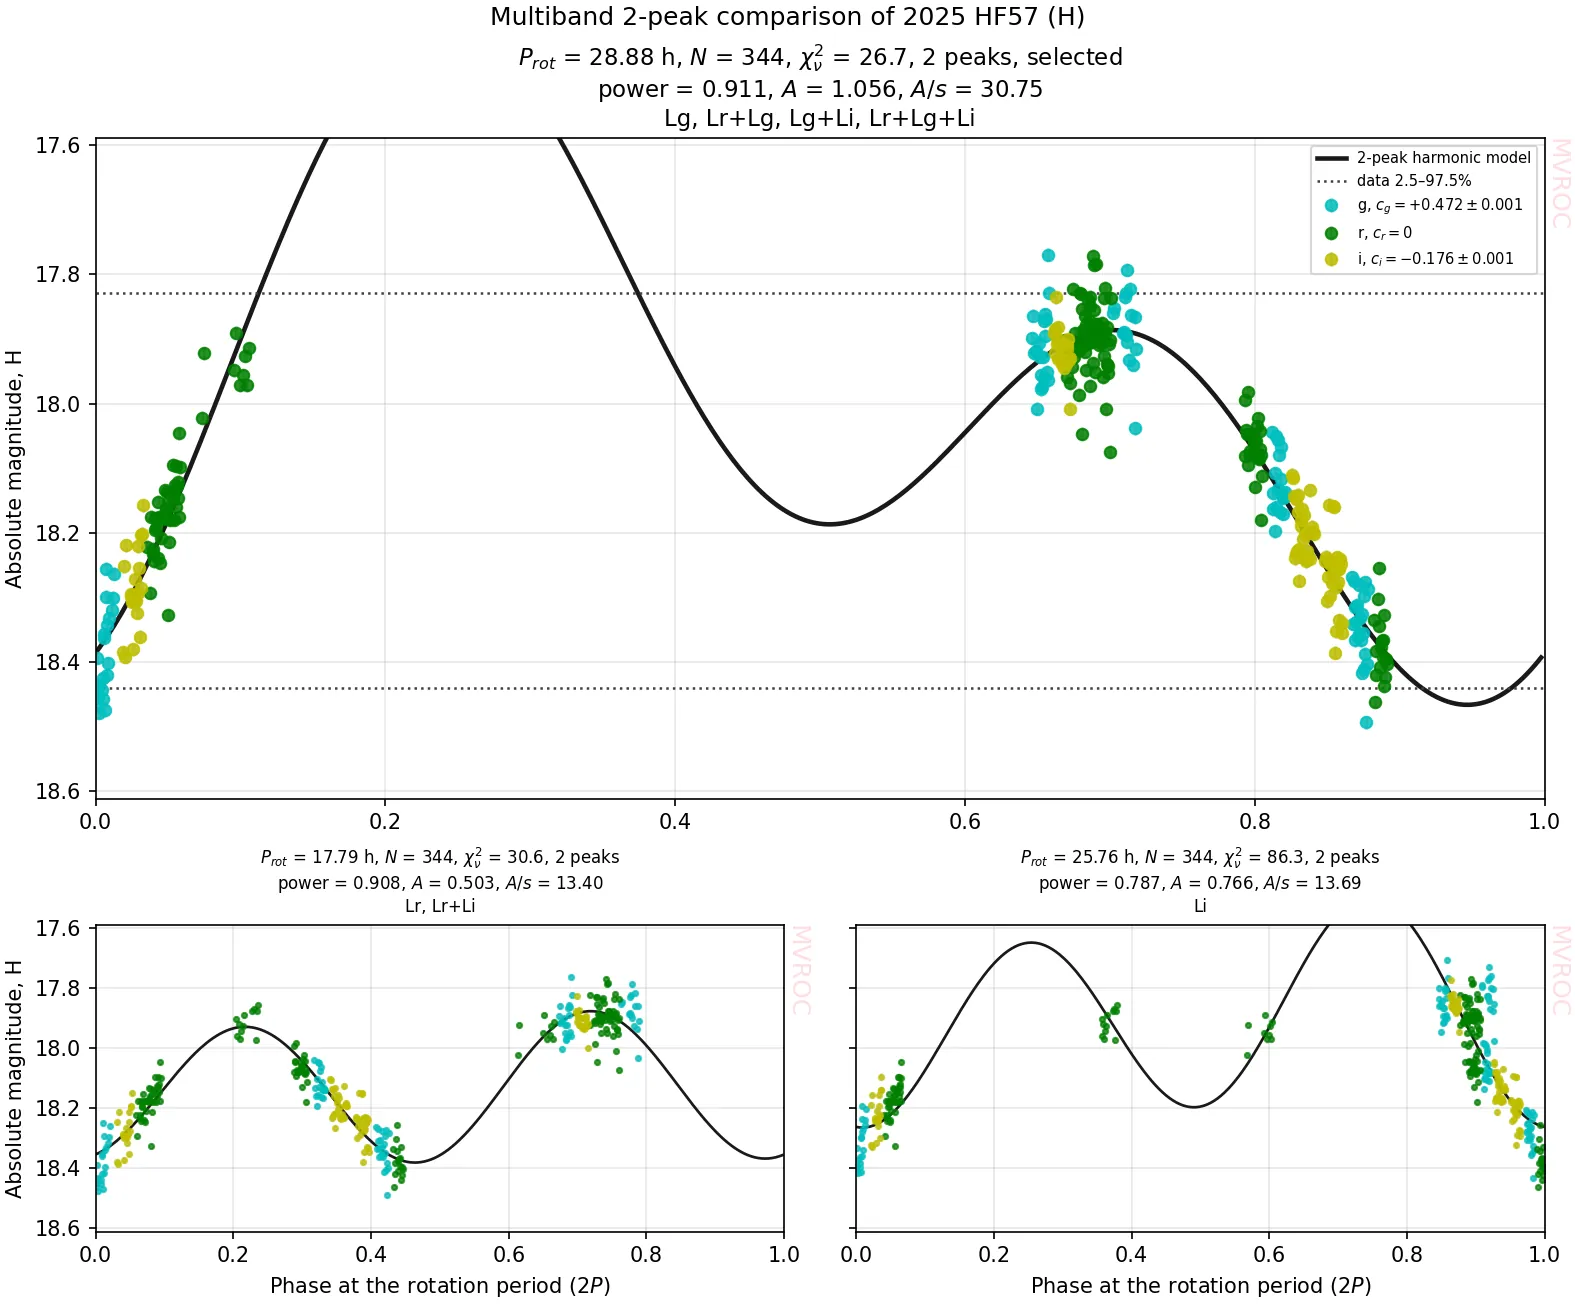 Multiband 2-peak comparison of 2025 HF57 (H)
P_rot = 28.88 h, N = 344, χ²_ν = 26.7, 2 peaks, selected
power = 0.911, A = 1.056, A/s = 30.75
Lg, Lr+Lg, Lg+Li, Lr+Lg+Li
2-peak harmonic model
data 2.5–97.5%
g, c_g = +0.472 ± 0.001
r, c_r = 0
i, c_i = −0.176 ± 0.001
MVROC
Absolute magnitude, H
17.6
17.8
18.0
18.2
18.4
18.6
0.0 0.2 0.4 0.6 0.8 1.0
P_rot = 17.79 h, N = 344, χ²_ν = 30.6, 2 peaks
power = 0.908, A = 0.503, A/s = 13.40
Lr, Lr+Li
MVROC
Absolute magnitude, H
17.6
17.8
18.0
18.2
18.4
18.6
0.0 0.2 0.4 0.6 0.8 1.0
Phase at the rotation period (2P)
P_rot = 25.76 h, N = 344, χ²_ν = 86.3, 2 peaks
power = 0.787, A = 0.766, A/s = 13.69
Li
MVROC
0.0 0.2 0.4 0.6 0.8 1.0
Phase at the rotation period (2P)